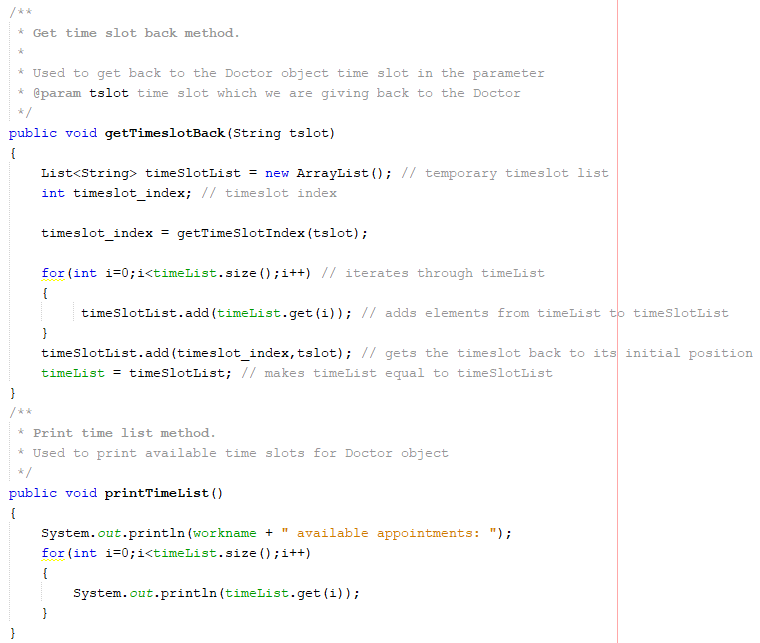 /**
 * Get time slot back method.
 *
 * Used to get back to the Doctor object time slot in the parameter
 * @param tslot time slot which we are giving back to the Doctor
 */
public void getTimeslotBack(String tslot)
{
    List<String> timeSlotList = new ArrayList(); // temporary timeslot list
    int timeslot_index; // timeslot index

    timeslot_index = getTimeSlotIndex(tslot);

    for(int i=0;i<timeList.size();i++) // iterates through timeList
    {
         timeSlotList.add(timeList.get(i)); // adds elements from timeList to timeSlotList
    }
    timeSlotList.add(timeslot_index,tslot); // gets the timeslot back to its initial position
    timeList = timeSlotList; // makes timeList equal to timeSlotList
}
/**
 * Print time list method.
 * Used to print available time slots for Doctor object
 */
public void printTimeList()
{
    System.out.println(workname + " available appointments: ");
    for(int i=0;i<timeList.size();i++)
    {
        System.out.println(timeList.get(i));
    }
}